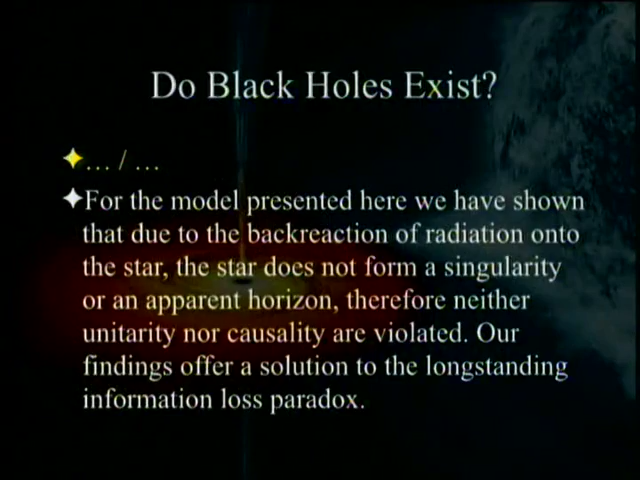 Do Black Holes Exist?
... / ...
For the model presented here we have shown
that due to the backreaction of radiation onto
the star, the star does not form a singularity
or an apparent horizon, therefore neither
unitarity nor causality are violated. Our
findings offer a solution to the longstanding
information loss paradox.